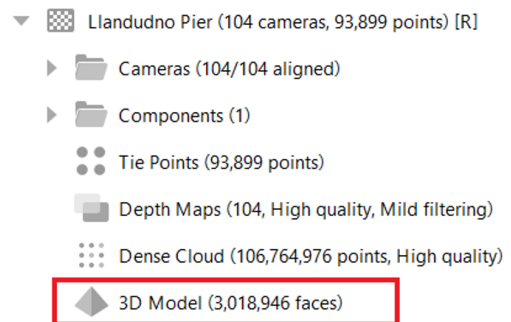 Llandudno Pier (104 cameras, 93,899 points) [R]
Cameras (104/104 aligned)
Components (1)
Tie Points (93,899 points)
Depth Maps (104, High quality, Mild filtering)
Dense Cloud (106,764,976 points, High quality)
3D Model (3,018,946 faces)